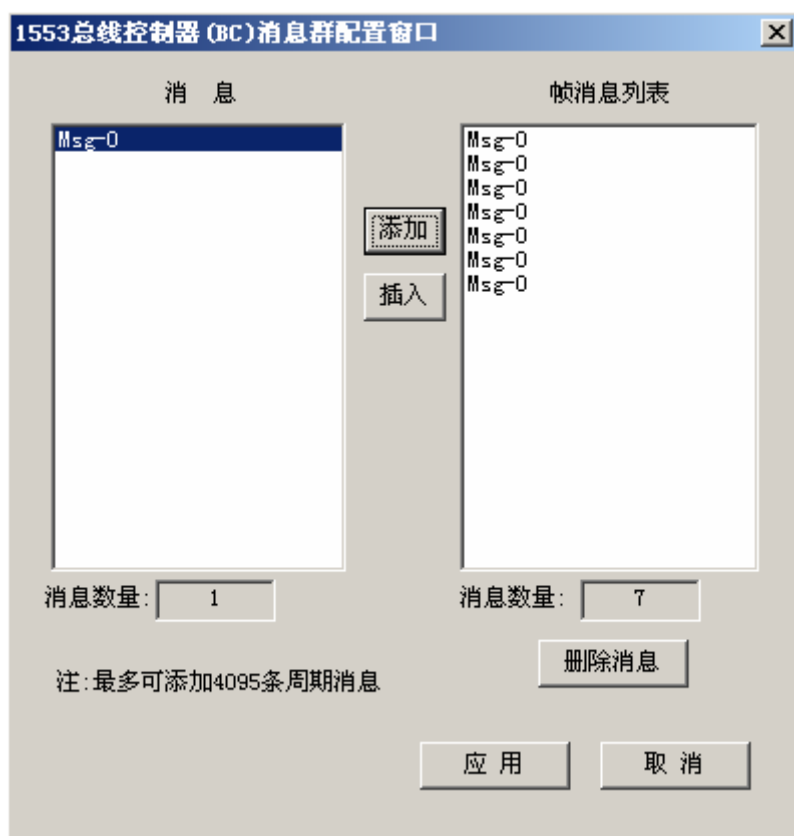 1553总线控制器(BC)消息群配置窗口
消 息
帧消息列表
Msg-0
Msg-0
Msg-0
Msg-0
Msg-0
Msg-0
Msg-0
Msg-0
添加
插入
消息数量: 1
消息数量: 7
删除消息
注:最多可添加4095条周期消息
应 用
取 消